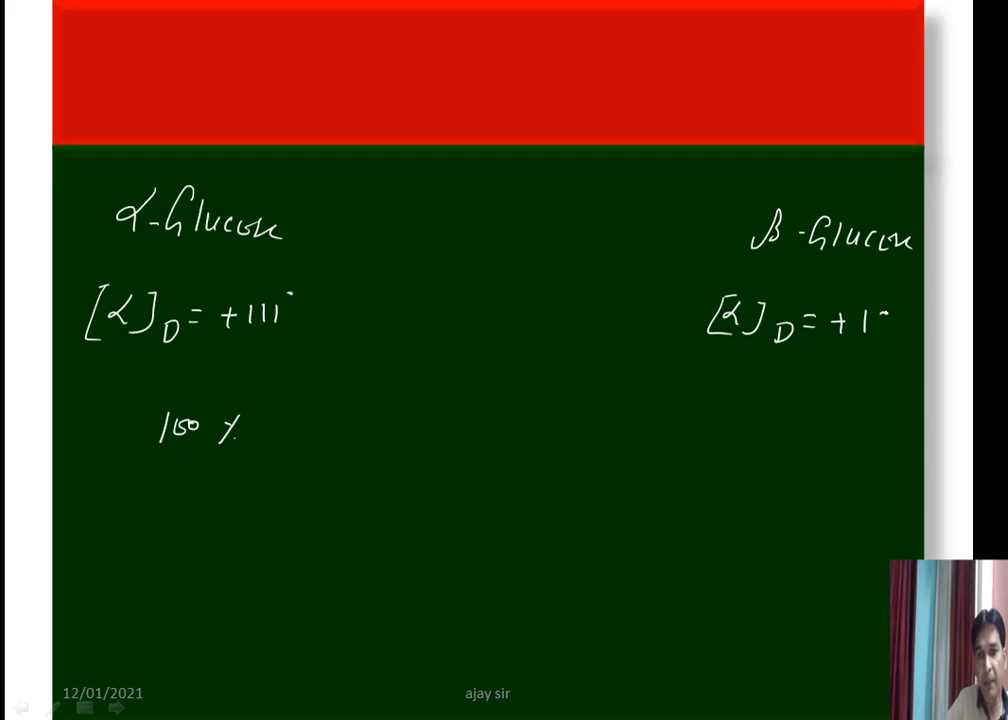 α-Glucose
β-Glucose
[α]D = +111°
[α]D = +1
100 %
12/01/2021
ajay sir